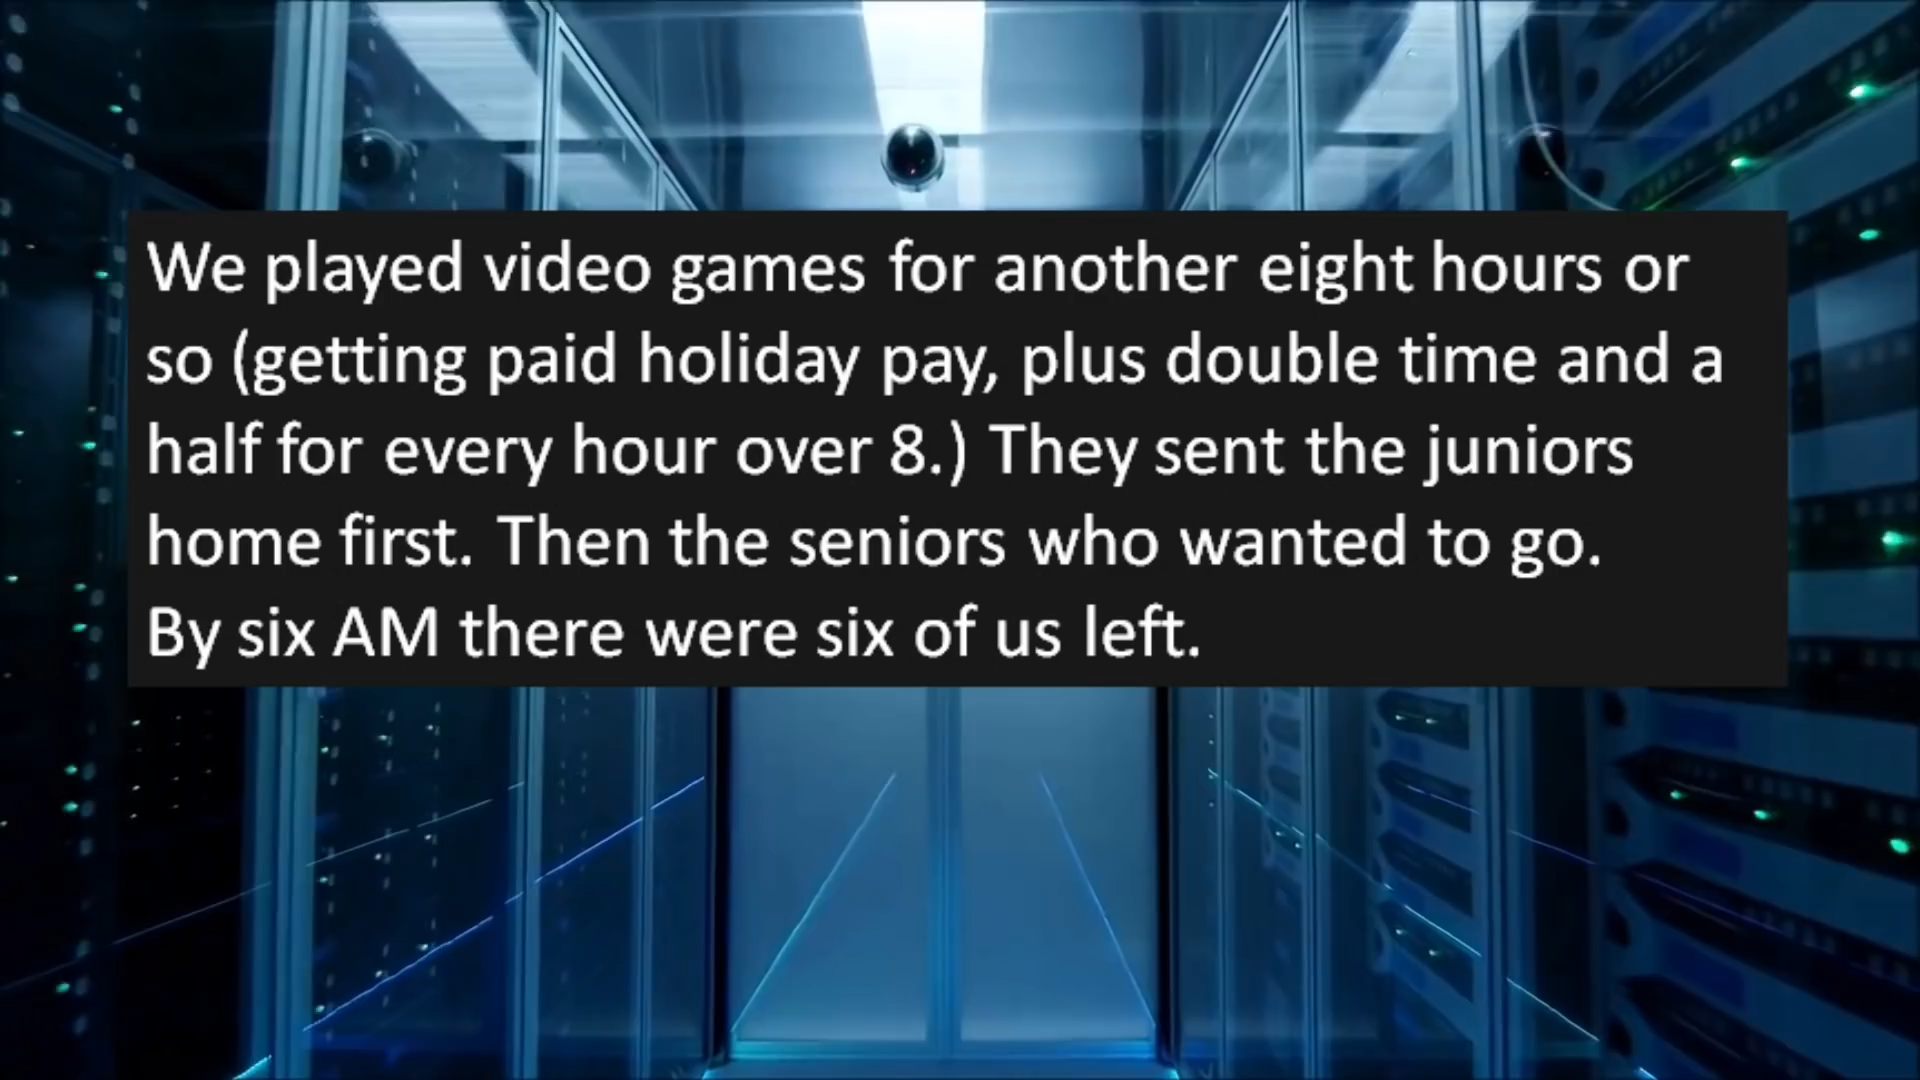 We played video games for another eight hours or
so (getting paid holiday pay, plus double time and a
half for every hour over 8.) They sent the juniors
home first. Then the seniors who wanted to go.
By six AM there were six of us left.